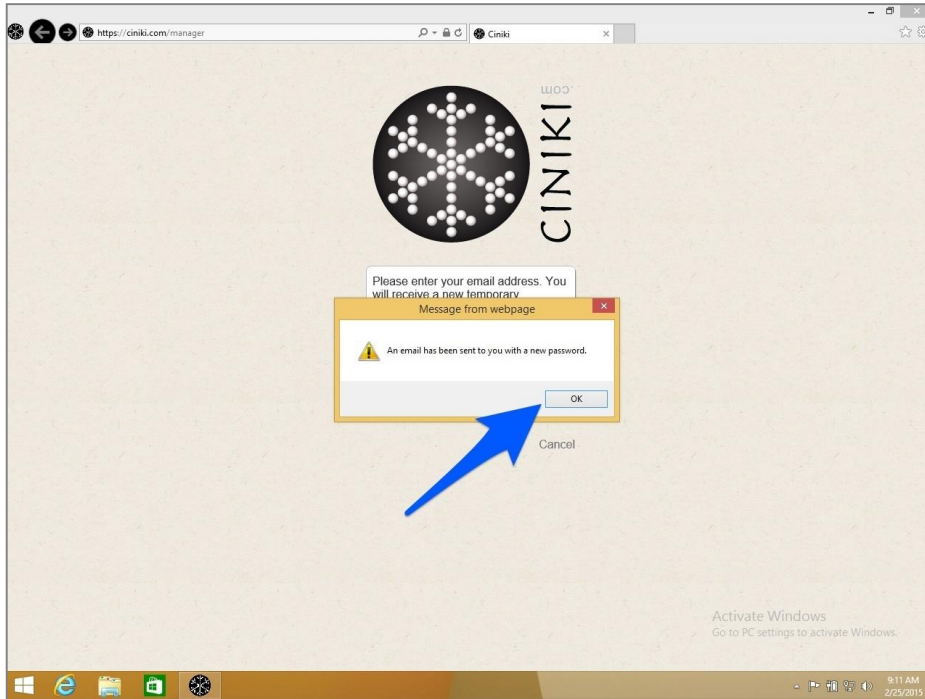 https://ciniki.com/manager
Ciniki
.com
CINIKI
Please enter your email address. You
will receive a new temporary
Message from webpage
An email has been sent to you with a new password.
OK
Cancel
Activate Windows
Go to PC settings to activate Windows.
9:11 AM
2/25/2015